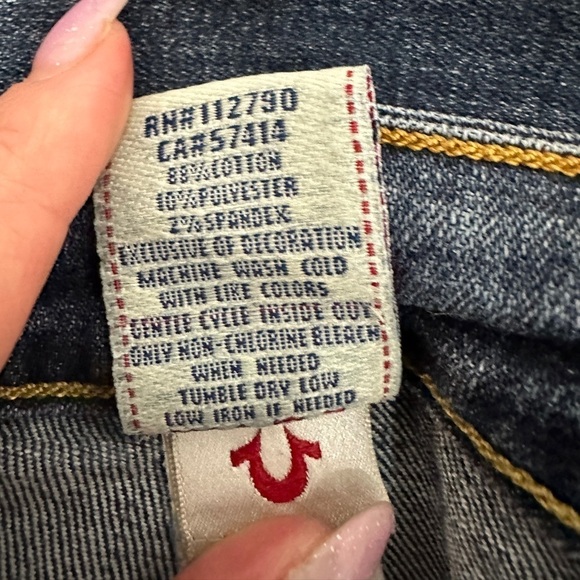 RN#112790
CA#57414
88%COTTON
10%POLYESTER
2%SPANDEX
EXCLUSIVE OF DECORATION
MACHINE WASH COLD
WITH LIKE COLORS
GENTLE CYCLE INSIDE OUT
ONLY NON-CHLORINE BLEACH
WHEN NEEDED
TUMBLE DRY LOW
LOW IRON IF NEEDED